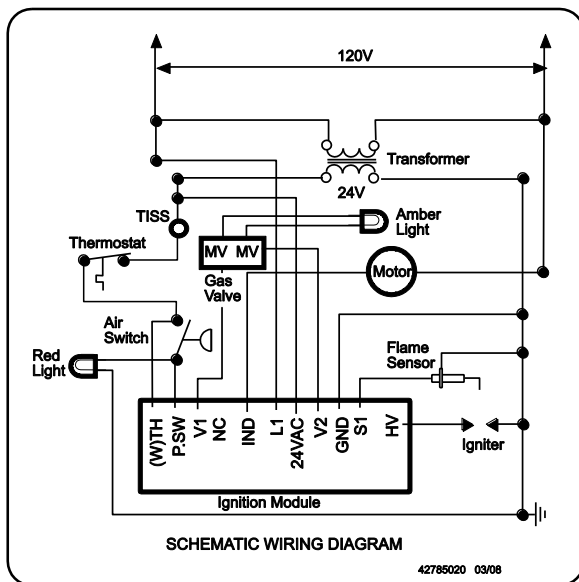 120V
Transformer
24V
TISS
Amber
Light
Thermostat
MV MV
Motor
Gas
Valve
Air
Switch
Red
Light
Flame
Sensor
(W)TH
P.SW
V1
NC
IND
L1
24VAC
V2
GND
S1
HV
Igniter
Ignition Module
SCHEMATIC WIRING DIAGRAM
42785020 03/08